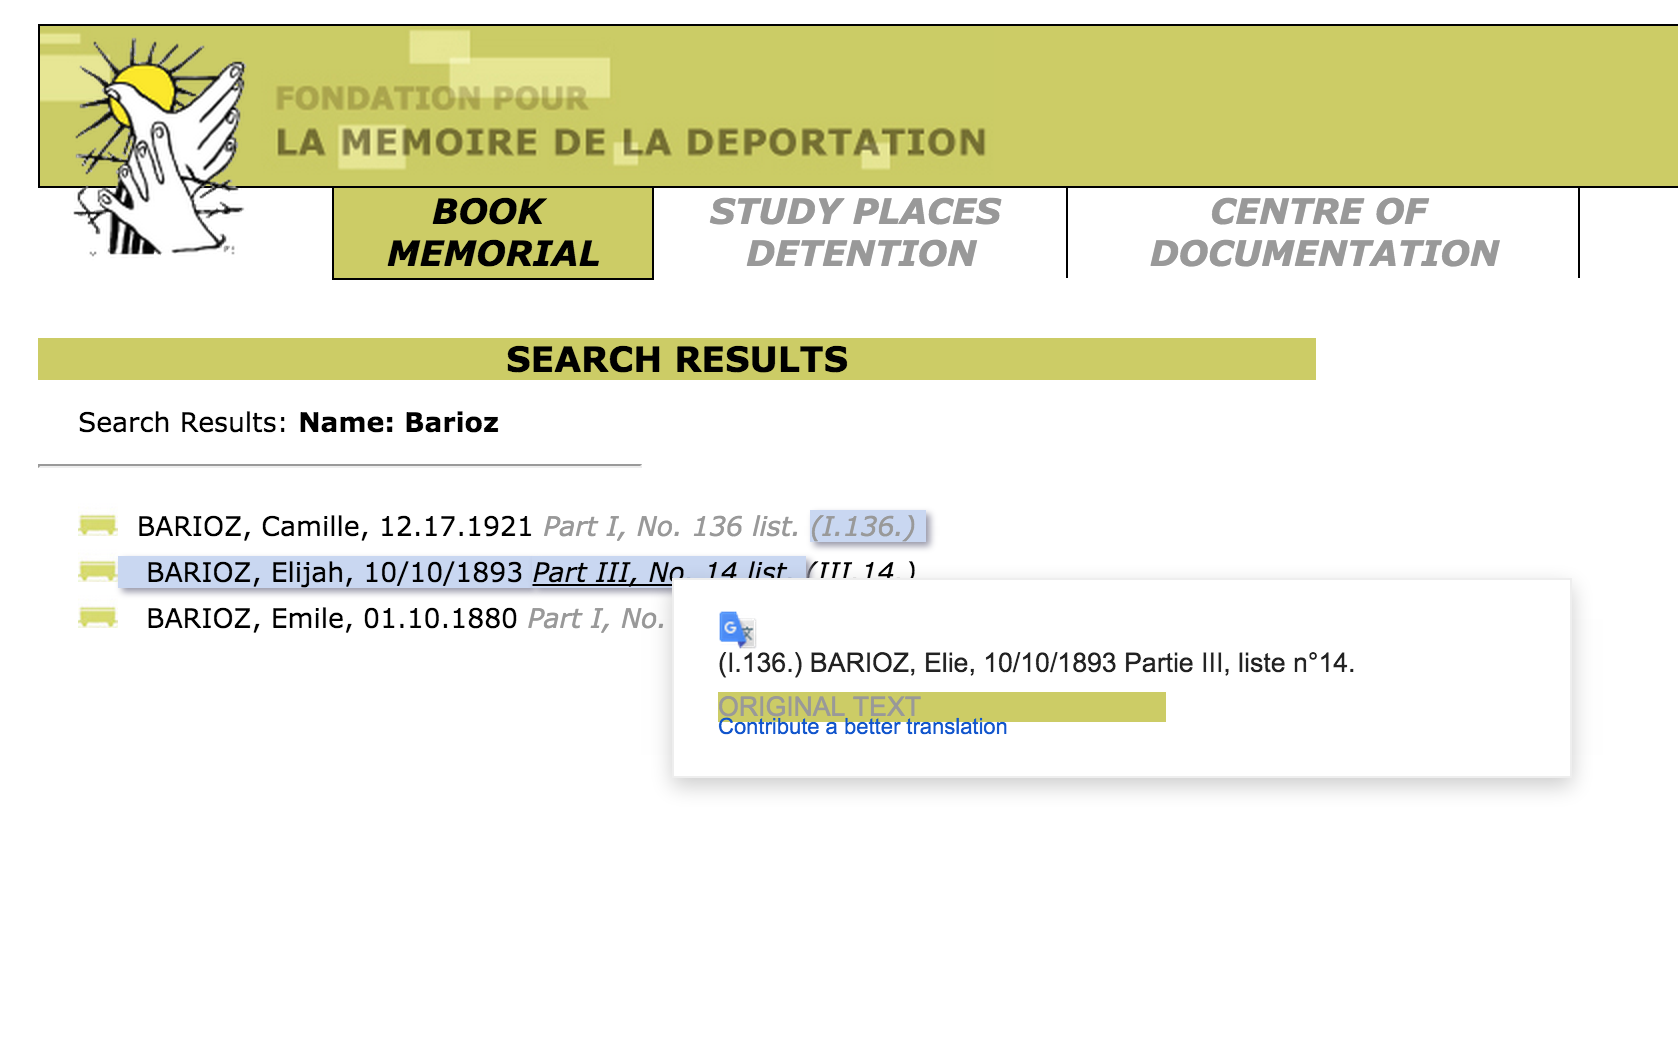 FONDATION POUR
LA MEMOIRE DE LA DEPORTATION
BOOK
MEMORIAL
STUDY PLACES
DETENTION
CENTRE OF
DOCUMENTATION
SEARCH RESULTS
Search Results: Name: Barioz
BARIOZ, Camille, 12.17.1921 Part I, No. 136 list. (I.136.)
BARIOZ, Elijah, 10/10/1893 Part III, No. 14 list. (III.14.)
BARIOZ, Emile, 01.10.1880 Part I, No.
(I.136.) BARIOZ, Elie, 10/10/1893 Partie III, liste n°14.
ORIGINAL TEXT
Contribute a better translation